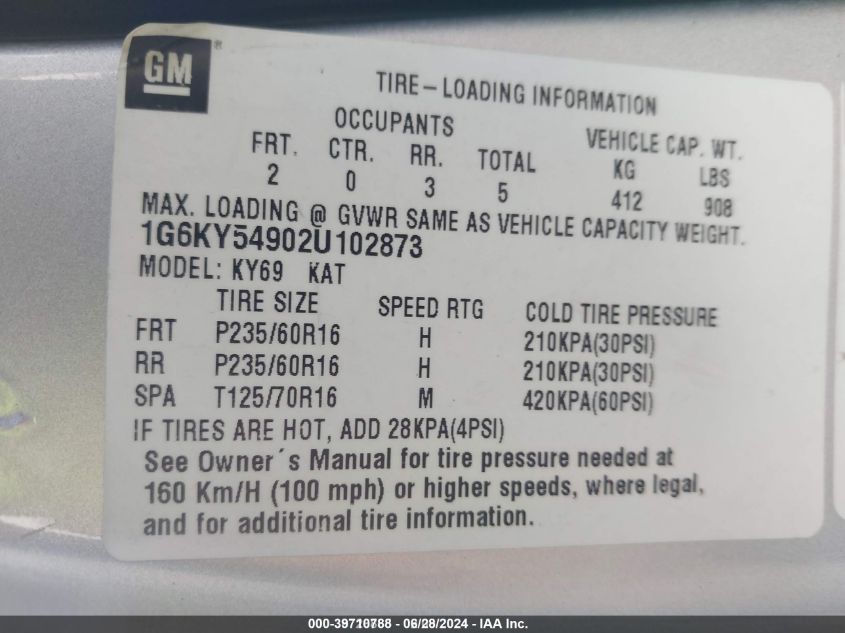 GM ®
TIRE-LOADING INFORMATION
OCCUPANTS VEHICLE CAP. WT.
FRT. CTR. RR. TOTAL KG LBS
2 0 3 5 412 908
MAX. LOADING @ GVWR SAME AS VEHICLE CAPACITY WEIGHT.
1G6KY54902U102873
MODEL: KY69 KAT
TIRE SIZE SPEED RTG COLD TIRE PRESSURE
FRT P235/60R16 H 210KPA(30PSI)
RR P235/60R16 H 210KPA(30PSI)
SPA T125/70R16 M 420KPA(60PSI)
IF TIRES ARE HOT, ADD 28KPA(4PSI)
See Owner´s Manual for tire pressure needed at
160 Km/H (100 mph) or higher speeds, where legal,
and for additional tire information.
000-39710788 - 06/28/2024 - IAA Inc.